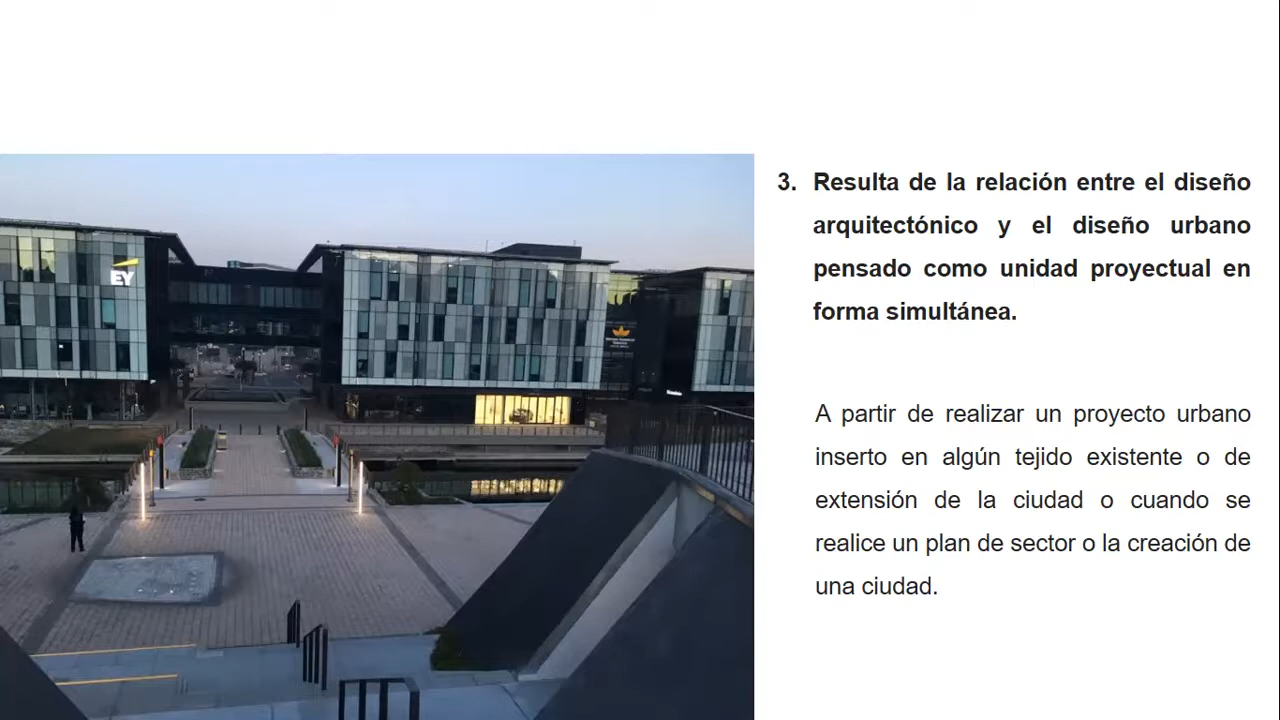 EY
3. Resulta de la relación entre el diseño
arquitectónico y el diseño urbano
pensado como unidad proyectual en
forma simultánea.
A partir de realizar un proyecto urbano
inserto en algún tejido existente o de
extensión de la ciudad o cuando se
realice un plan de sector o la creación de
una ciudad.